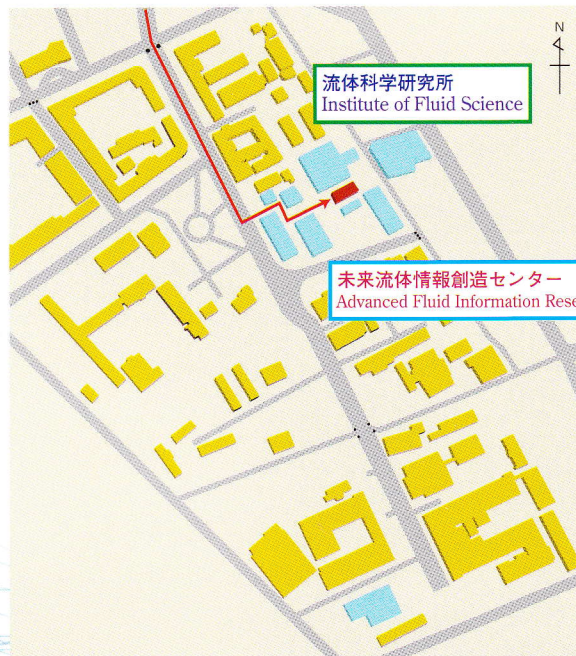 N
流体科学研究所
Institute of Fluid Science
未来流体情報創造センター
Advanced Fluid Information Rese